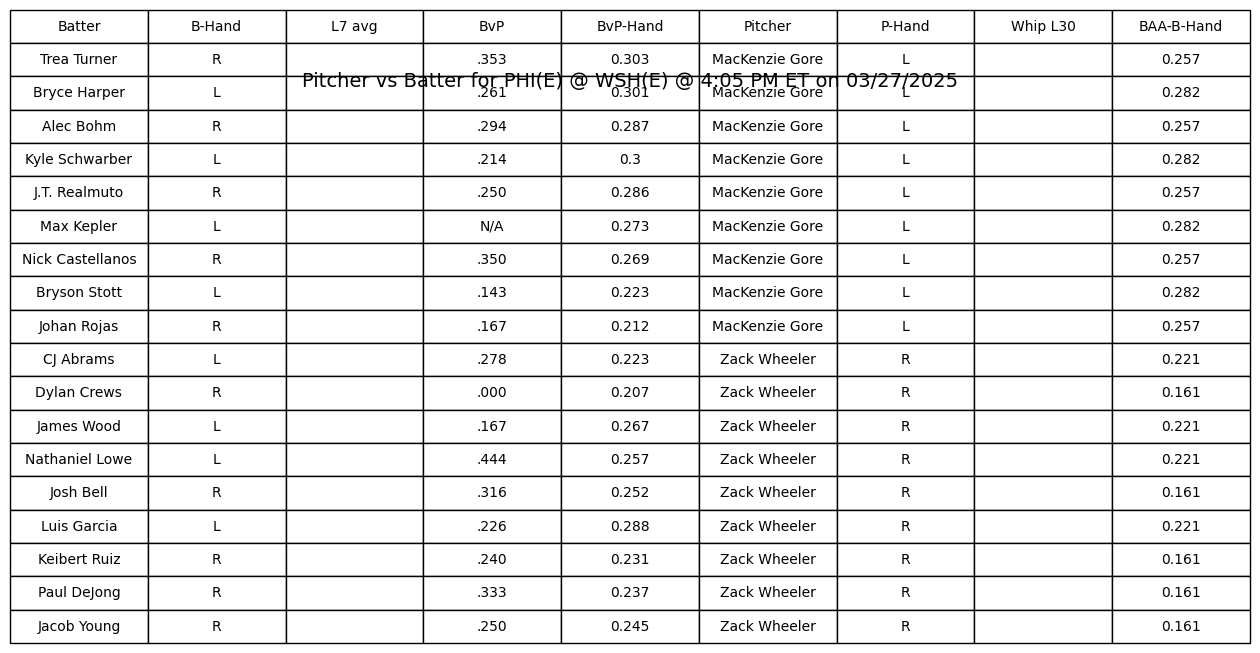 Batter B-Hand L7 avg BvP BvP-Hand Pitcher P-Hand Whip L30 BAA-B-Hand
Trea Turner R .353 0.303 MacKenzie Gore L 0.257
Pitcher vs Batter for PHI(E) @ WSH(E) @ 4:05 PM ET on 03/27/2025
Bryce Harper L .261 0.301 MacKenzie Gore L 0.282
Alec Bohm R .294 0.287 MacKenzie Gore L 0.257
Kyle Schwarber L .214 0.3 MacKenzie Gore L 0.282
J.T. Realmuto R .250 0.286 MacKenzie Gore L 0.257
Max Kepler L N/A 0.273 MacKenzie Gore L 0.282
Nick Castellanos R .350 0.269 MacKenzie Gore L 0.257
Bryson Stott L .143 0.223 MacKenzie Gore L 0.282
Johan Rojas R .167 0.212 MacKenzie Gore L 0.257
CJ Abrams L .278 0.223 Zack Wheeler R 0.221
Dylan Crews R .000 0.207 Zack Wheeler R 0.161
James Wood L .167 0.267 Zack Wheeler R 0.221
Nathaniel Lowe L .444 0.257 Zack Wheeler R 0.221
Josh Bell R .316 0.252 Zack Wheeler R 0.161
Luis Garcia L .226 0.288 Zack Wheeler R 0.221
Keibert Ruiz R .240 0.231 Zack Wheeler R 0.161
Paul DeJong R .333 0.237 Zack Wheeler R 0.161
Jacob Young R .250 0.245 Zack Wheeler R 0.161